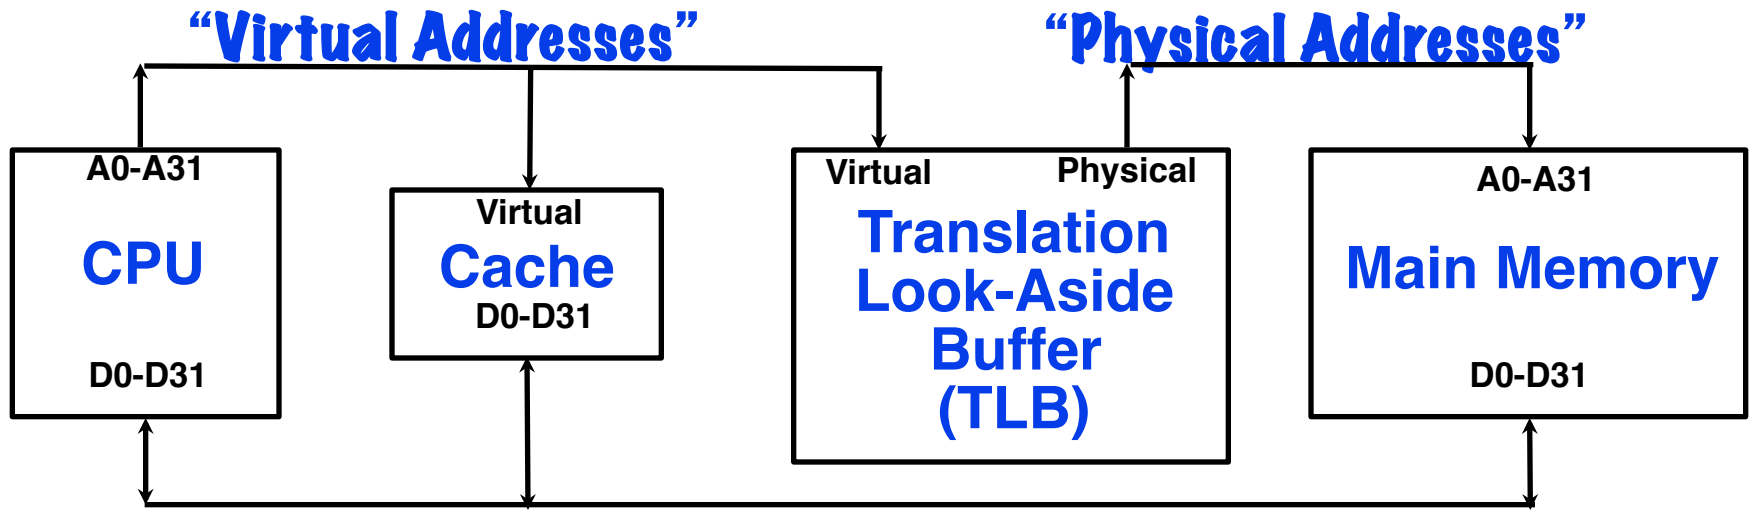 “Virtual Addresses”
“Physical Addresses”
A0-A31
CPU
D0-D31
Virtual
Cache
D0-D31
Virtual
Physical
Translation
Look-Aside
Buffer
(TLB)
A0-A31
Main Memory
D0-D31